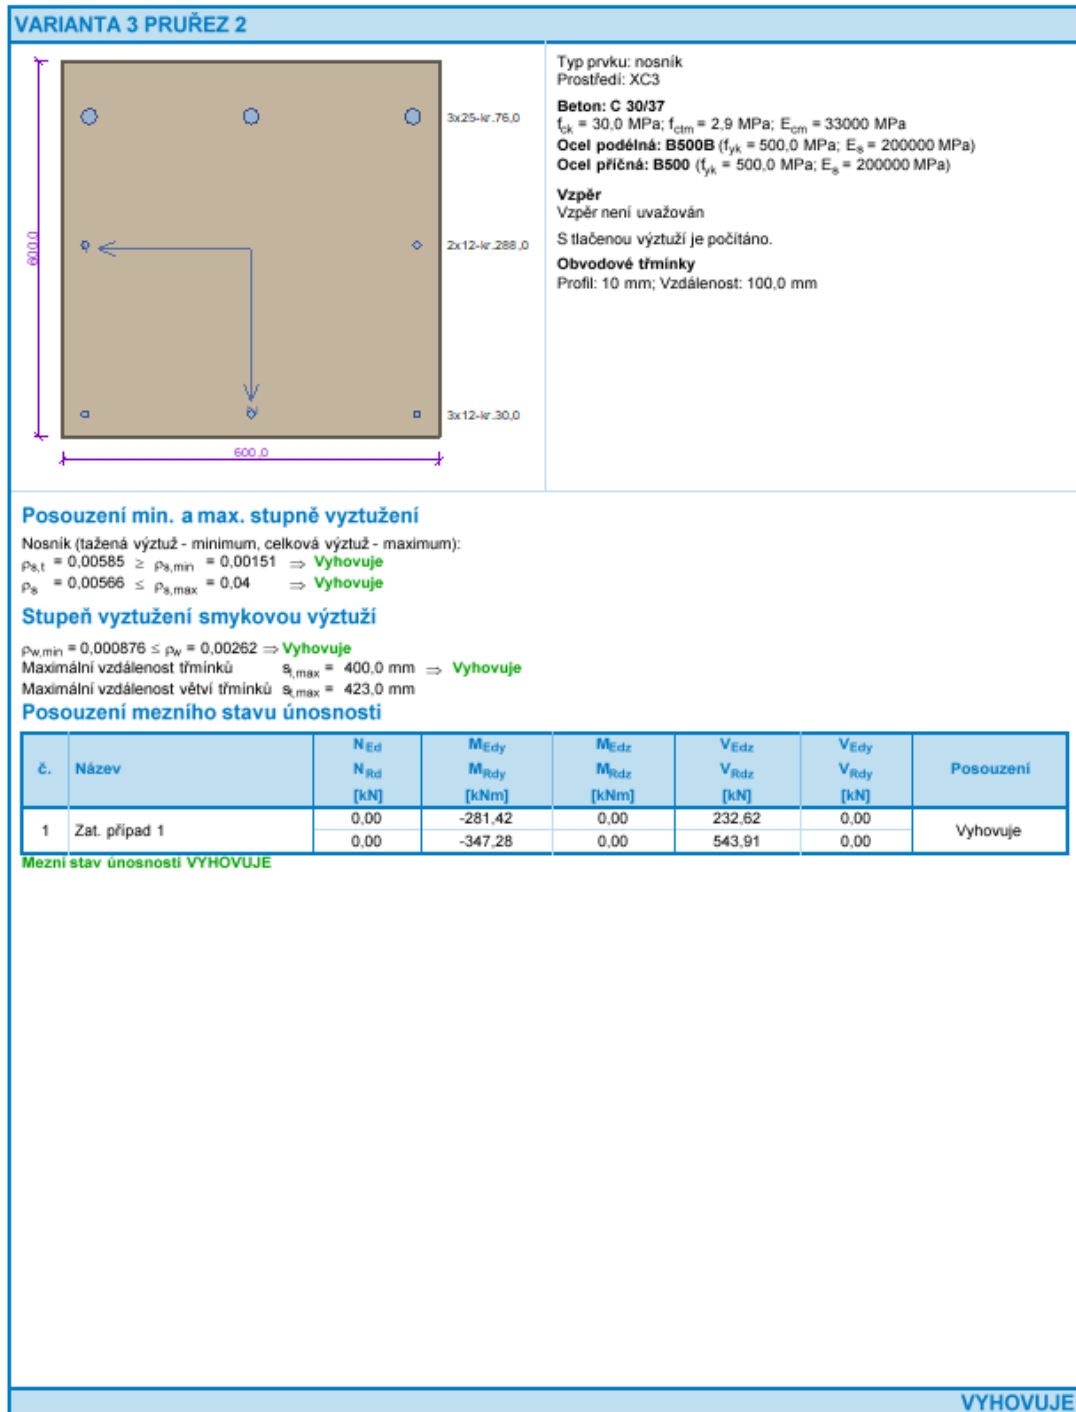 VARIANTA 3 PRUŘEZ 2
3x25-kr.76,0
2x12-kr.288,0
3x12-kr.30,0
600,0
600,0
Typ prvku: nosník
Prostředí: XC3
Beton: C 30/37
fck = 30,0 MPa; fctm = 2,9 MPa; Ecm = 33000 MPa
Ocel podélná: B500B (fyk = 500,0 MPa; Es = 200000 MPa)
Ocel příčná: B500 (fyk = 500,0 MPa; Es = 200000 MPa)
Vzpěr
Vzpěr není uvažován
S tlačenou výztuží je počítáno.
Obvodové třmínky
Profil: 10 mm; Vzdálenost: 100,0 mm
Posouzení min. a max. stupně vyztužení
Nosník (tažená výztuž - minimum, celková výztuž - maximum):
ρs,t = 0,00585 ≥ ρs,min = 0,00151 ⇒ Vyhovuje
ρs = 0,00566 ≤ ρs,max = 0,04 ⇒ Vyhovuje
Stupeň vyztužení smykovou výztuží
ρw,min = 0,000876 ≤ ρw = 0,00262 ⇒ Vyhovuje
Maximální vzdálenost třmínků sl,max = 400,0 mm ⇒ Vyhovuje
Maximální vzdálenost větví třmínků st,max = 423,0 mm
Posouzení mezního stavu únosnosti
č. Název NEd MEdy MEdz VEdz VEdy Posouzení
NRd MRdy MRdz VRdz VRdy
[kN] [kNm] [kNm] [kN] [kN]
1 Zat. případ 1 0,00 -281,42 0,00 232,62 0,00 Vyhovuje
0,00 -347,28 0,00 543,91 0,00
Mezní stav únosnosti VYHOVUJE
VYHOVUJE